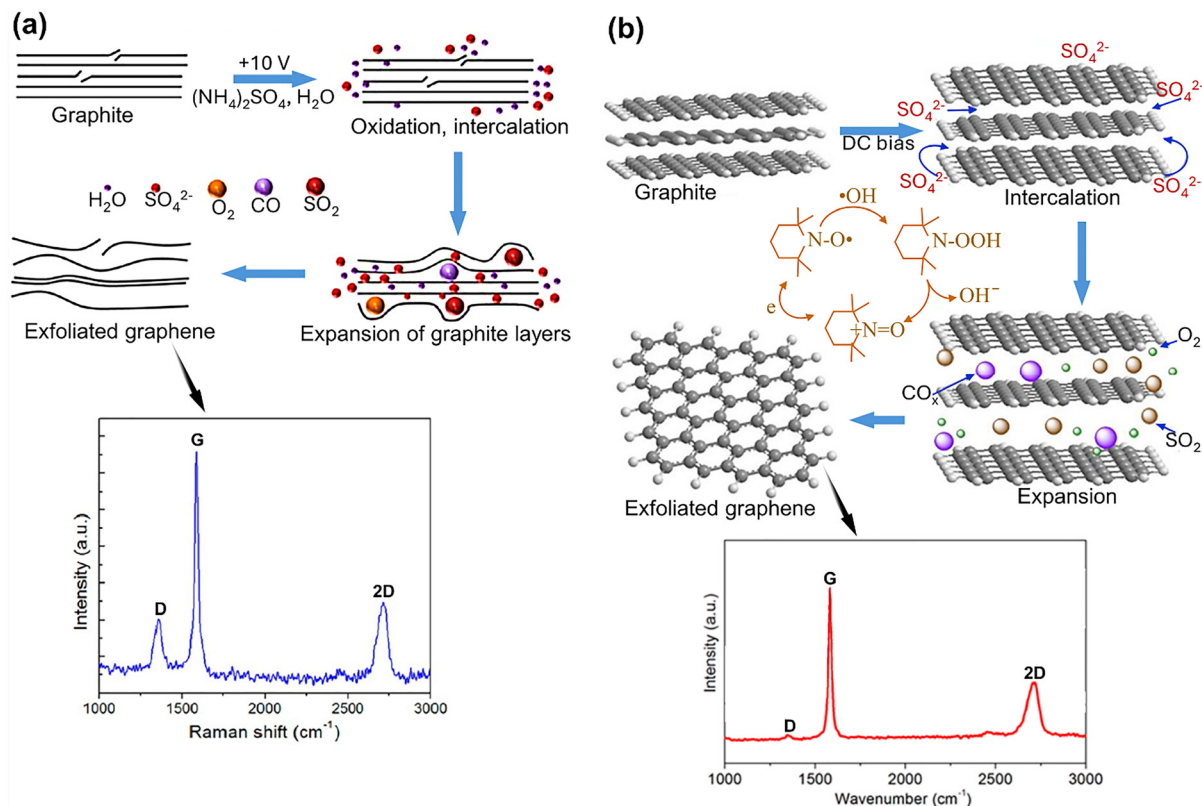 (a)
Graphite
+10 V
(NH₄)₂SO₄, H₂O
Oxidation, intercalation
H₂O
SO₄²⁻
O₂
CO
SO₂
Exfoliated graphene
Expansion of graphite layers
Intensity (a.u.)
D
G
2D
1000 1500 2000 2500 3000
Raman shift (cm⁻¹)
(b)
Graphite
DC bias
SO₄²⁻
SO₄²⁻
SO₄²⁻
SO₄²⁻
SO₄²⁻
Intercalation
•OH
N-O•
N-OOH
OH⁻
e
+N=O
O₂
COₓ
SO₂
Exfoliated graphene
Expansion
Intensity (a.u.)
D
G
2D
1000 1500 2000 2500 3000
Wavenumber (cm⁻¹)